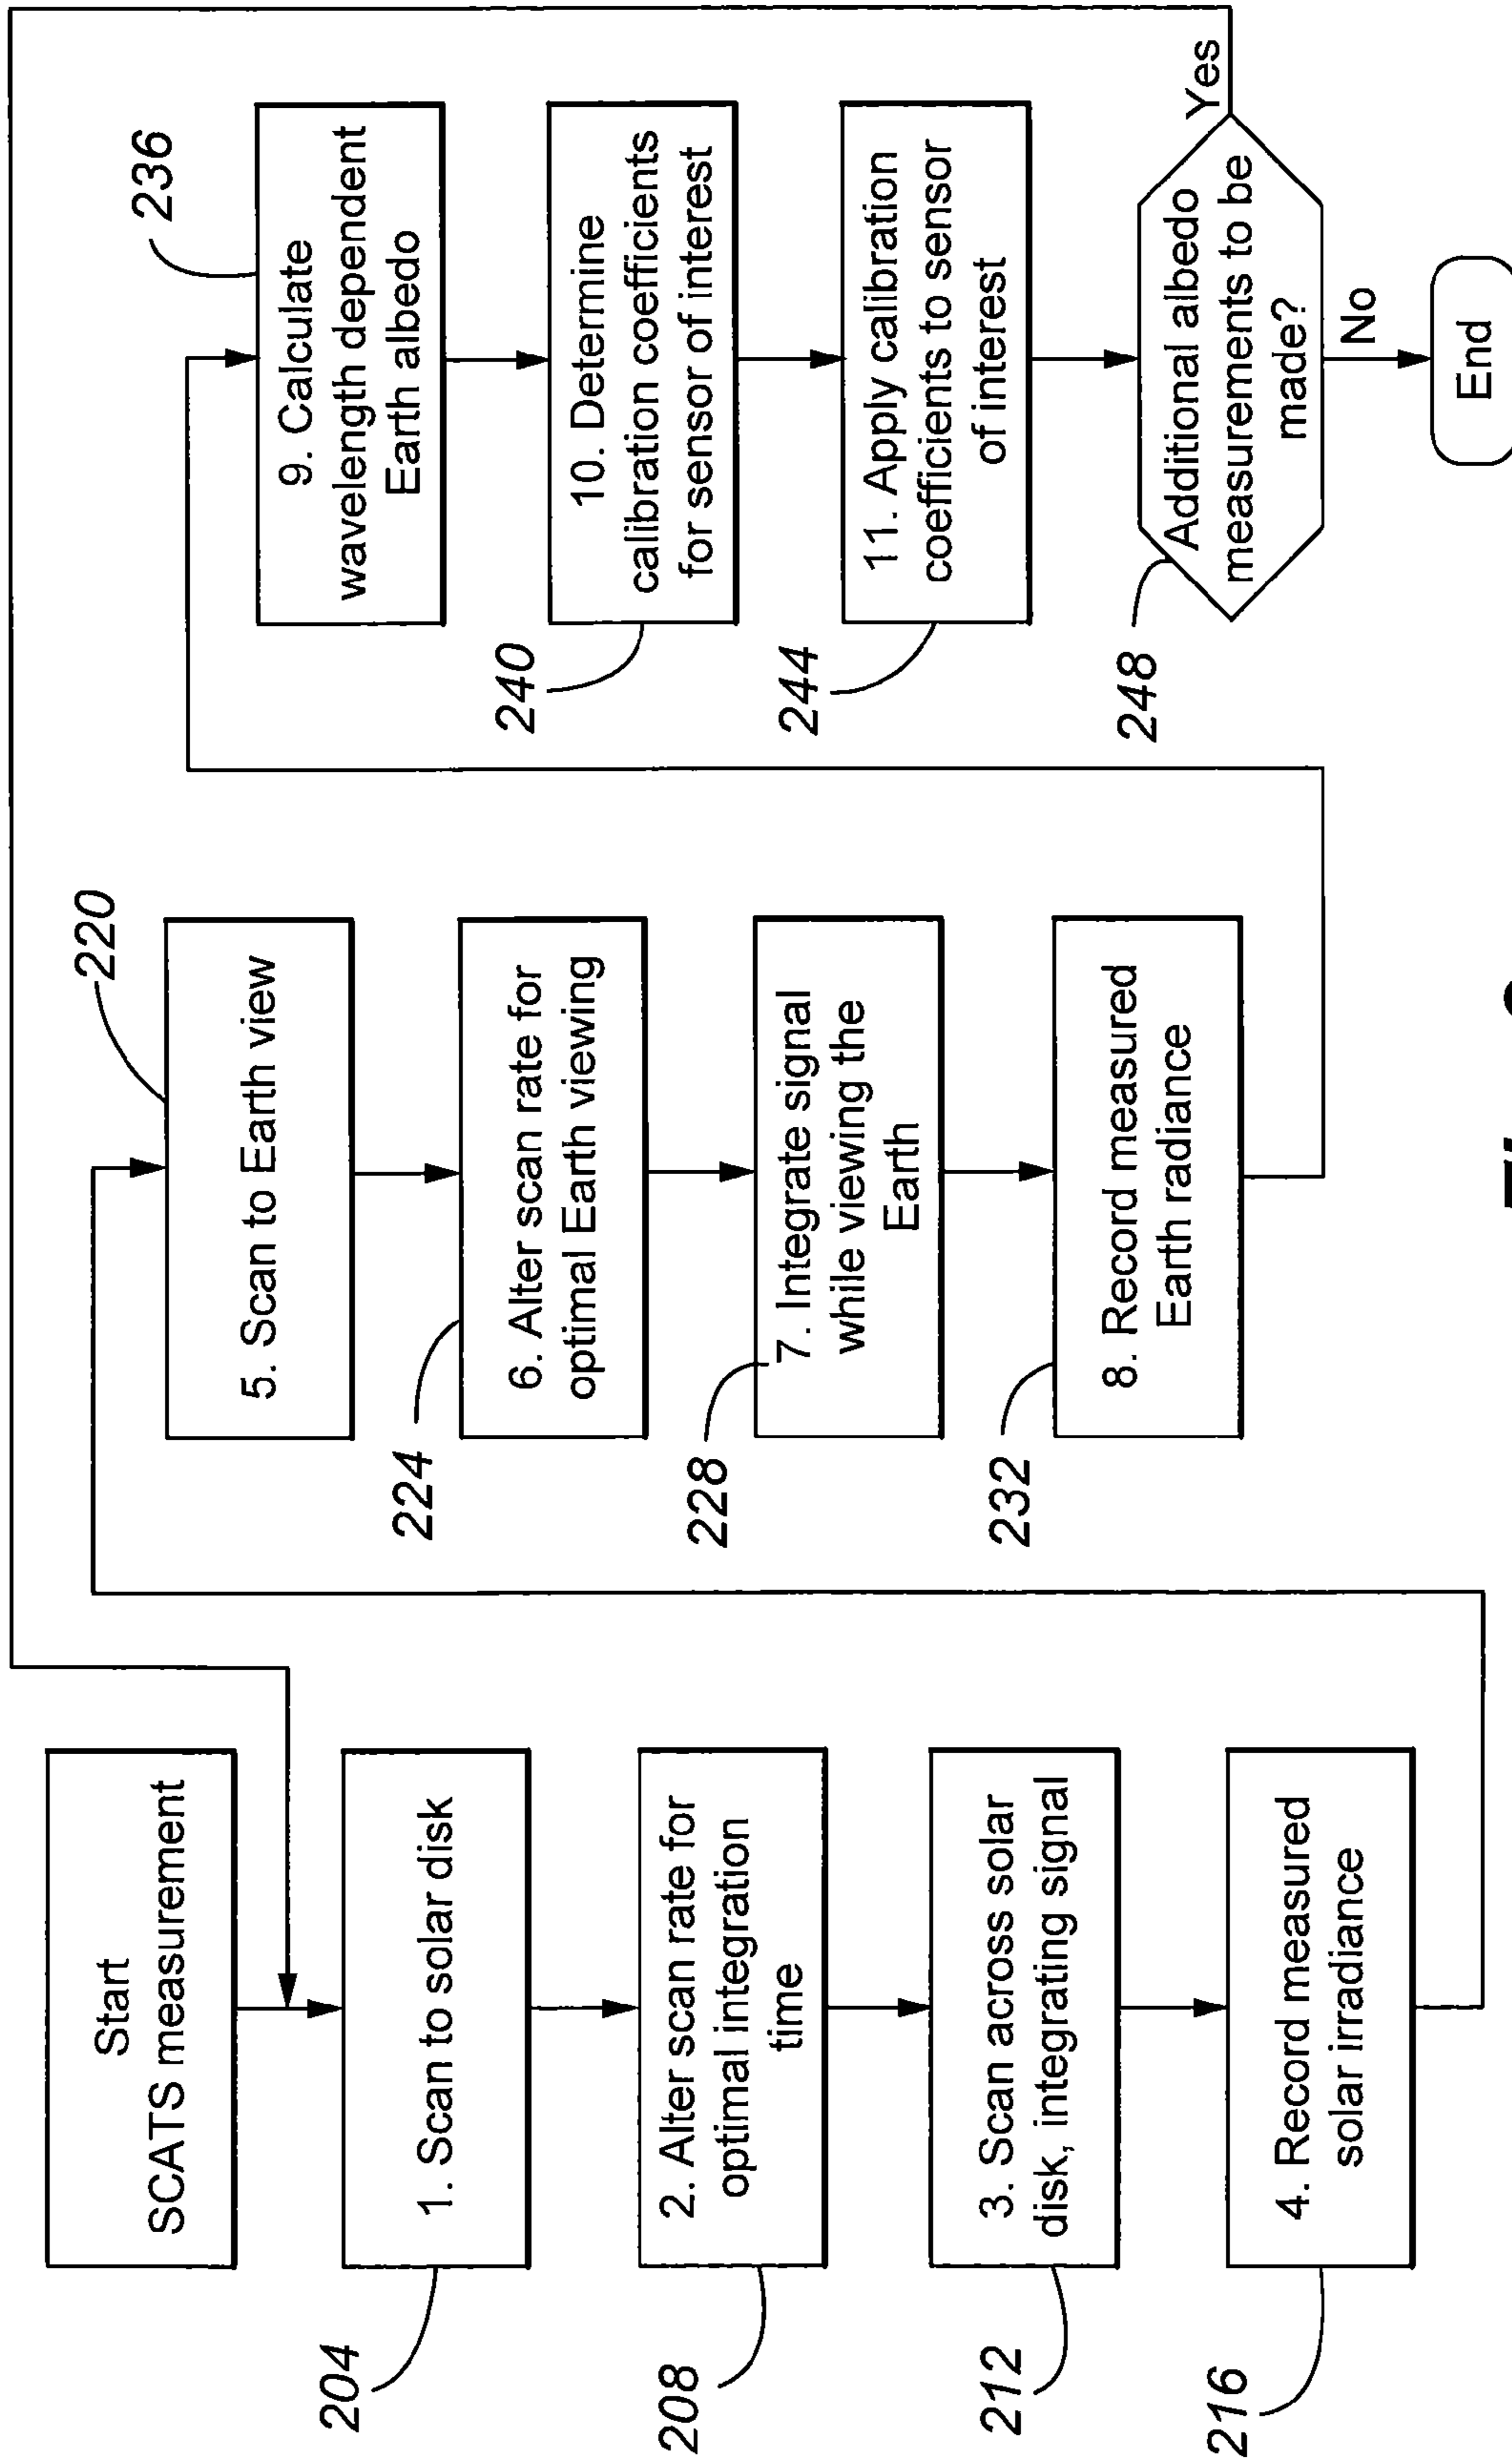 Start
SCATS measurement
204
1. Scan to solar disk
208
2. Alter scan rate for
optimal integration
time
212
3. Scan across solar
disk, integrating signal
216
4. Record measured
solar irradiance
220
5. Scan to Earth view
224
6. Alter scan rate for
optimal Earth viewing
228
7. Integrate signal
while viewing the
Earth
232
8. Record measured
Earth radiance
236
9. Calculate
wavelength dependent
Earth albedo
240
10. Determine
calibration coefficients
for sensor of interest
244
11. Apply calibration
coefficients to sensor
of interest
248
Additional albedo
measurements to be
made?
Yes
No
End